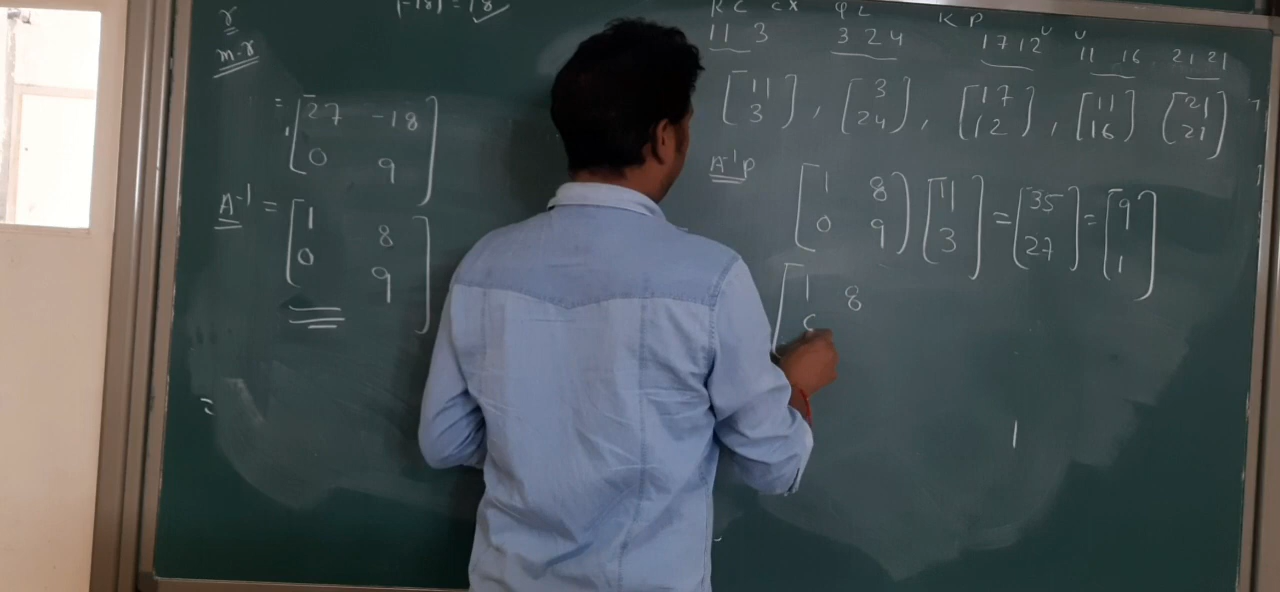 r
m-r
= [27 -18
0 9]
A⁻¹ = [1 8
0 9]
=
KP
11 3 3 24 17 12 11 16 21 21
[11
3] , [3
24] , [17
12] , [11
16] [21
21]
A⁻¹P [1 8
0 9] [11
3] = [35
27] = [9
1]
[1 8